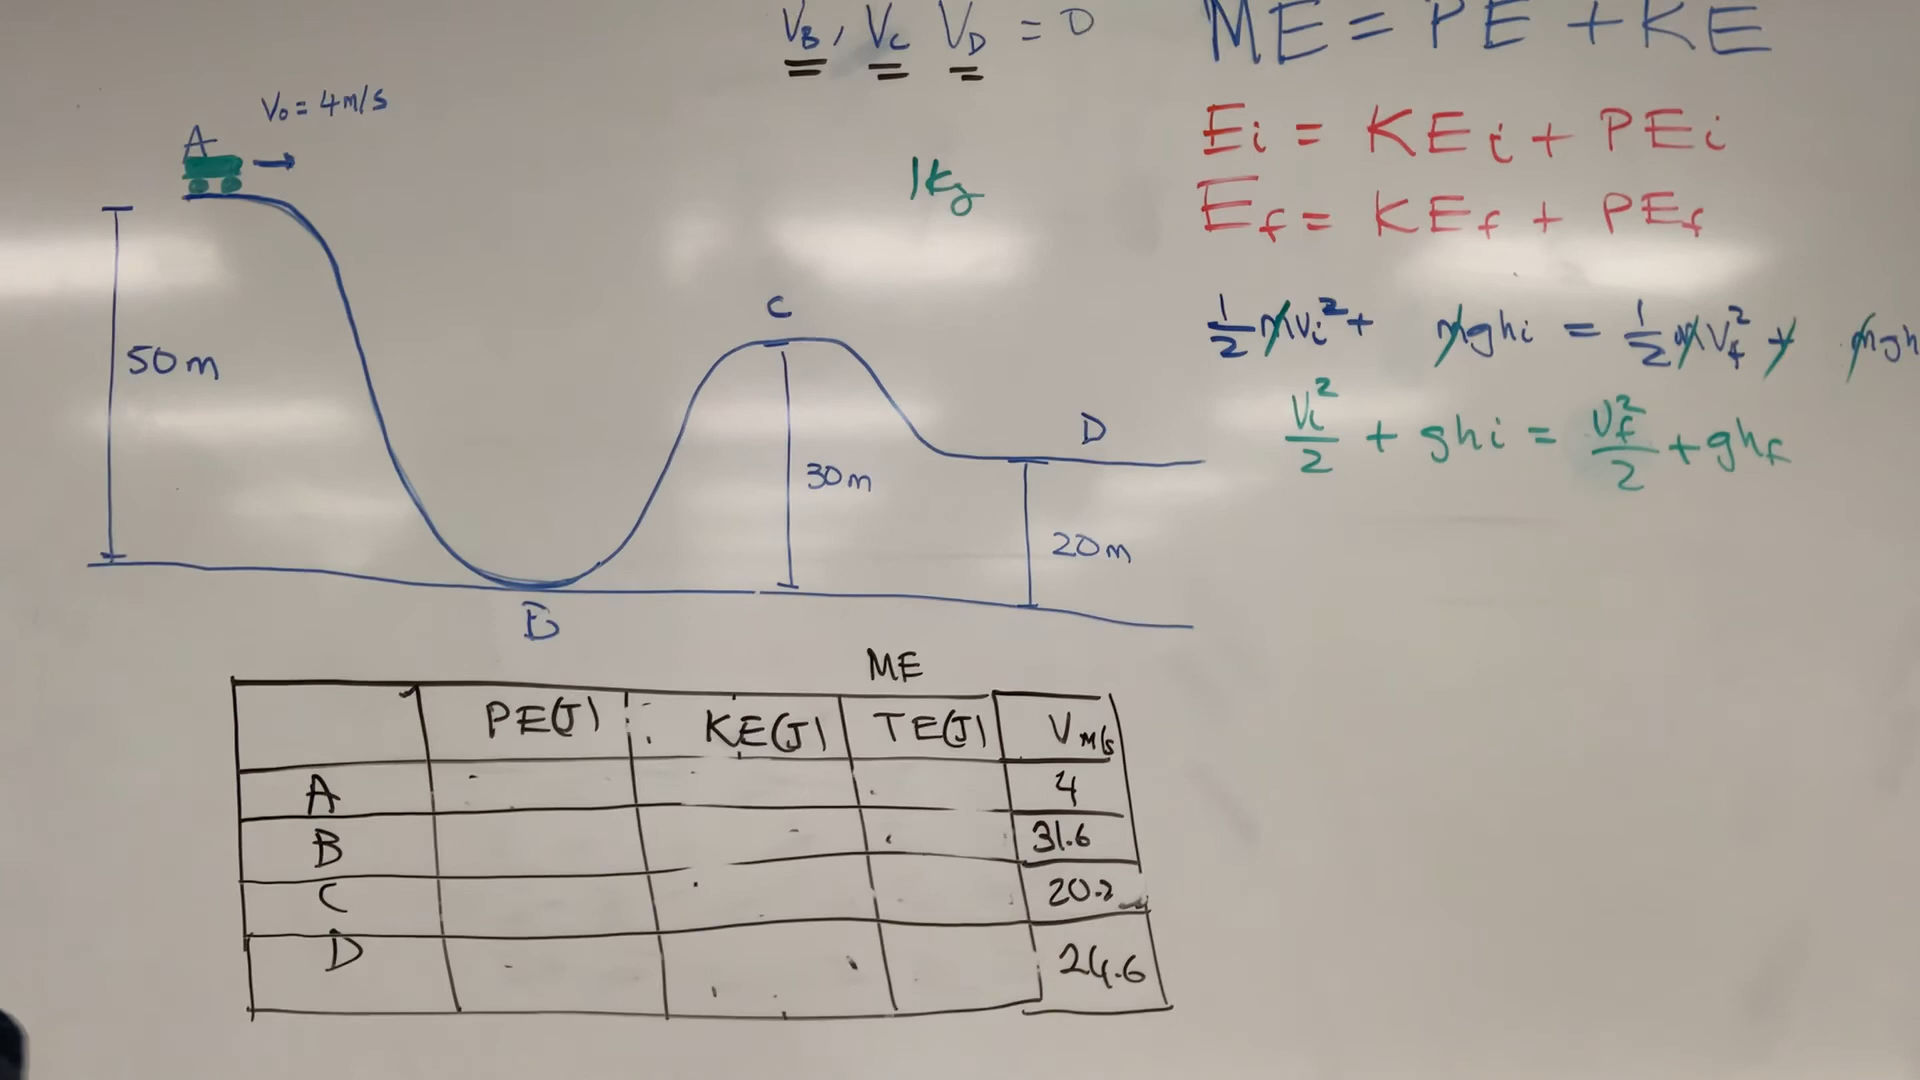 V_B, V_C V_D = 0
ME = PE + KE
V₀ = 4m/s
A
1kg
Ei = KEi + PEi
Ef = KEf + PEf
½mvi² + mghi = ½mvf² + mgh
vi²/2 + ghi = vf²/2 + ghf
C
50m
D
30m
20m
B
ME
PE(J) KE(J) TE(J) V m/s
A 4
B 31.6
C 20.2
D 24.6